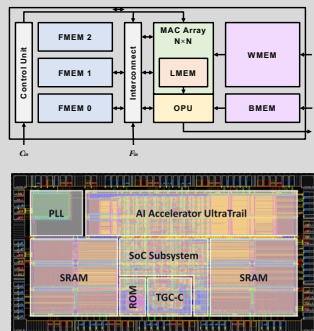 Control Unit
FMEM 2
FMEM 1
FMEM 0
Interconnect
MAC Array
N×N
LMEM
OPU
WMEM
BMEM
Cin
Fin
PLL
AI Accelerator UltraTrail
SoC Subsystem
SRAM
ROM
TGC-C
SRAM